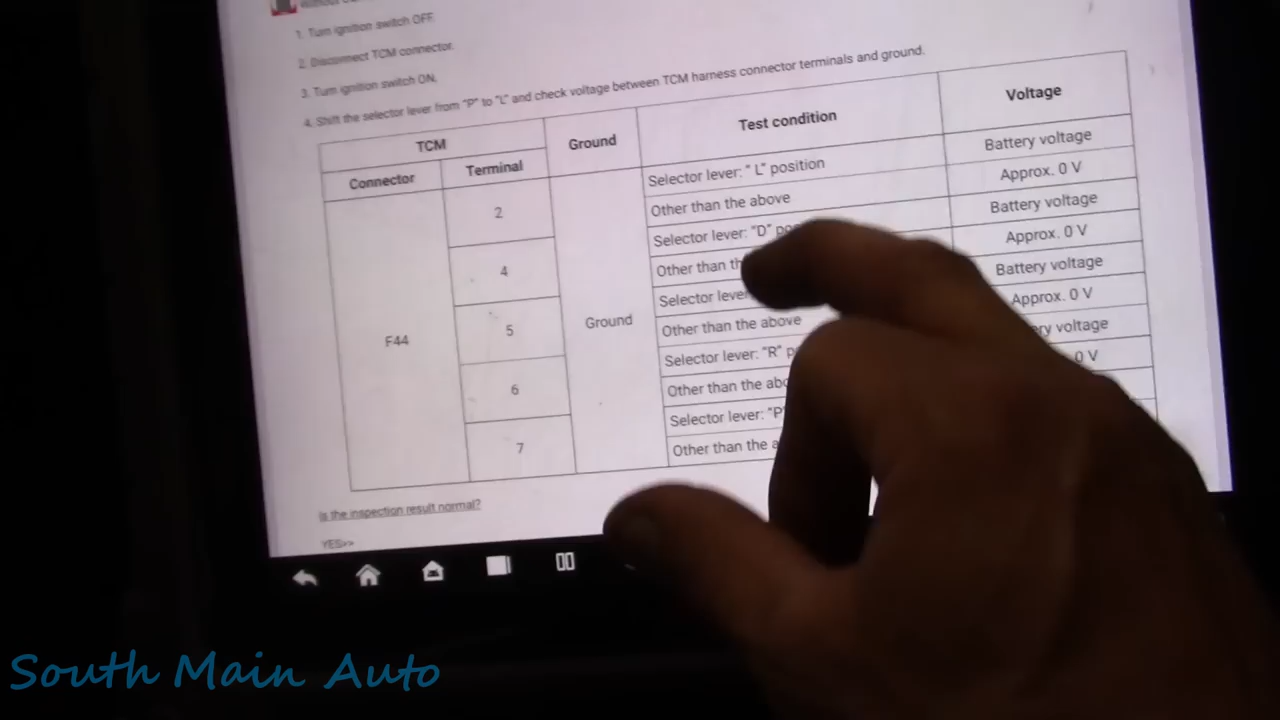 1. Turn ignition switch OFF.
2. Disconnect TCM connector.
3. Turn ignition switch ON.
4. Shift the selector lever from "P" to "L" and check voltage between TCM harness connector terminals and ground.
TCM Ground Test condition Voltage
Connector Terminal
F44 2 Ground Selector lever: " L" position Battery voltage
Other than the above Approx. 0 V
4 Selector lever: "D" Battery voltage
Other than Approx. 0 V
5 Selector Battery voltage
Other than the above Approx. 0 V
6 Selector lever: "R" voltage
Other than the 0 V
7 Selector lever: "P"
Other than the
Is the inspection result normal?
YES>>
South Main Auto